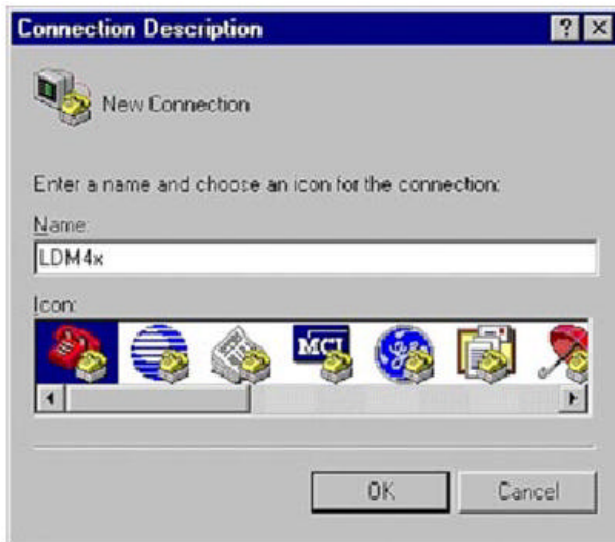 Connection Description
New Connection
Enter a name and choose an icon for the connection:
Name:
LDM4x
Icon:
MCI
OK
Cancel